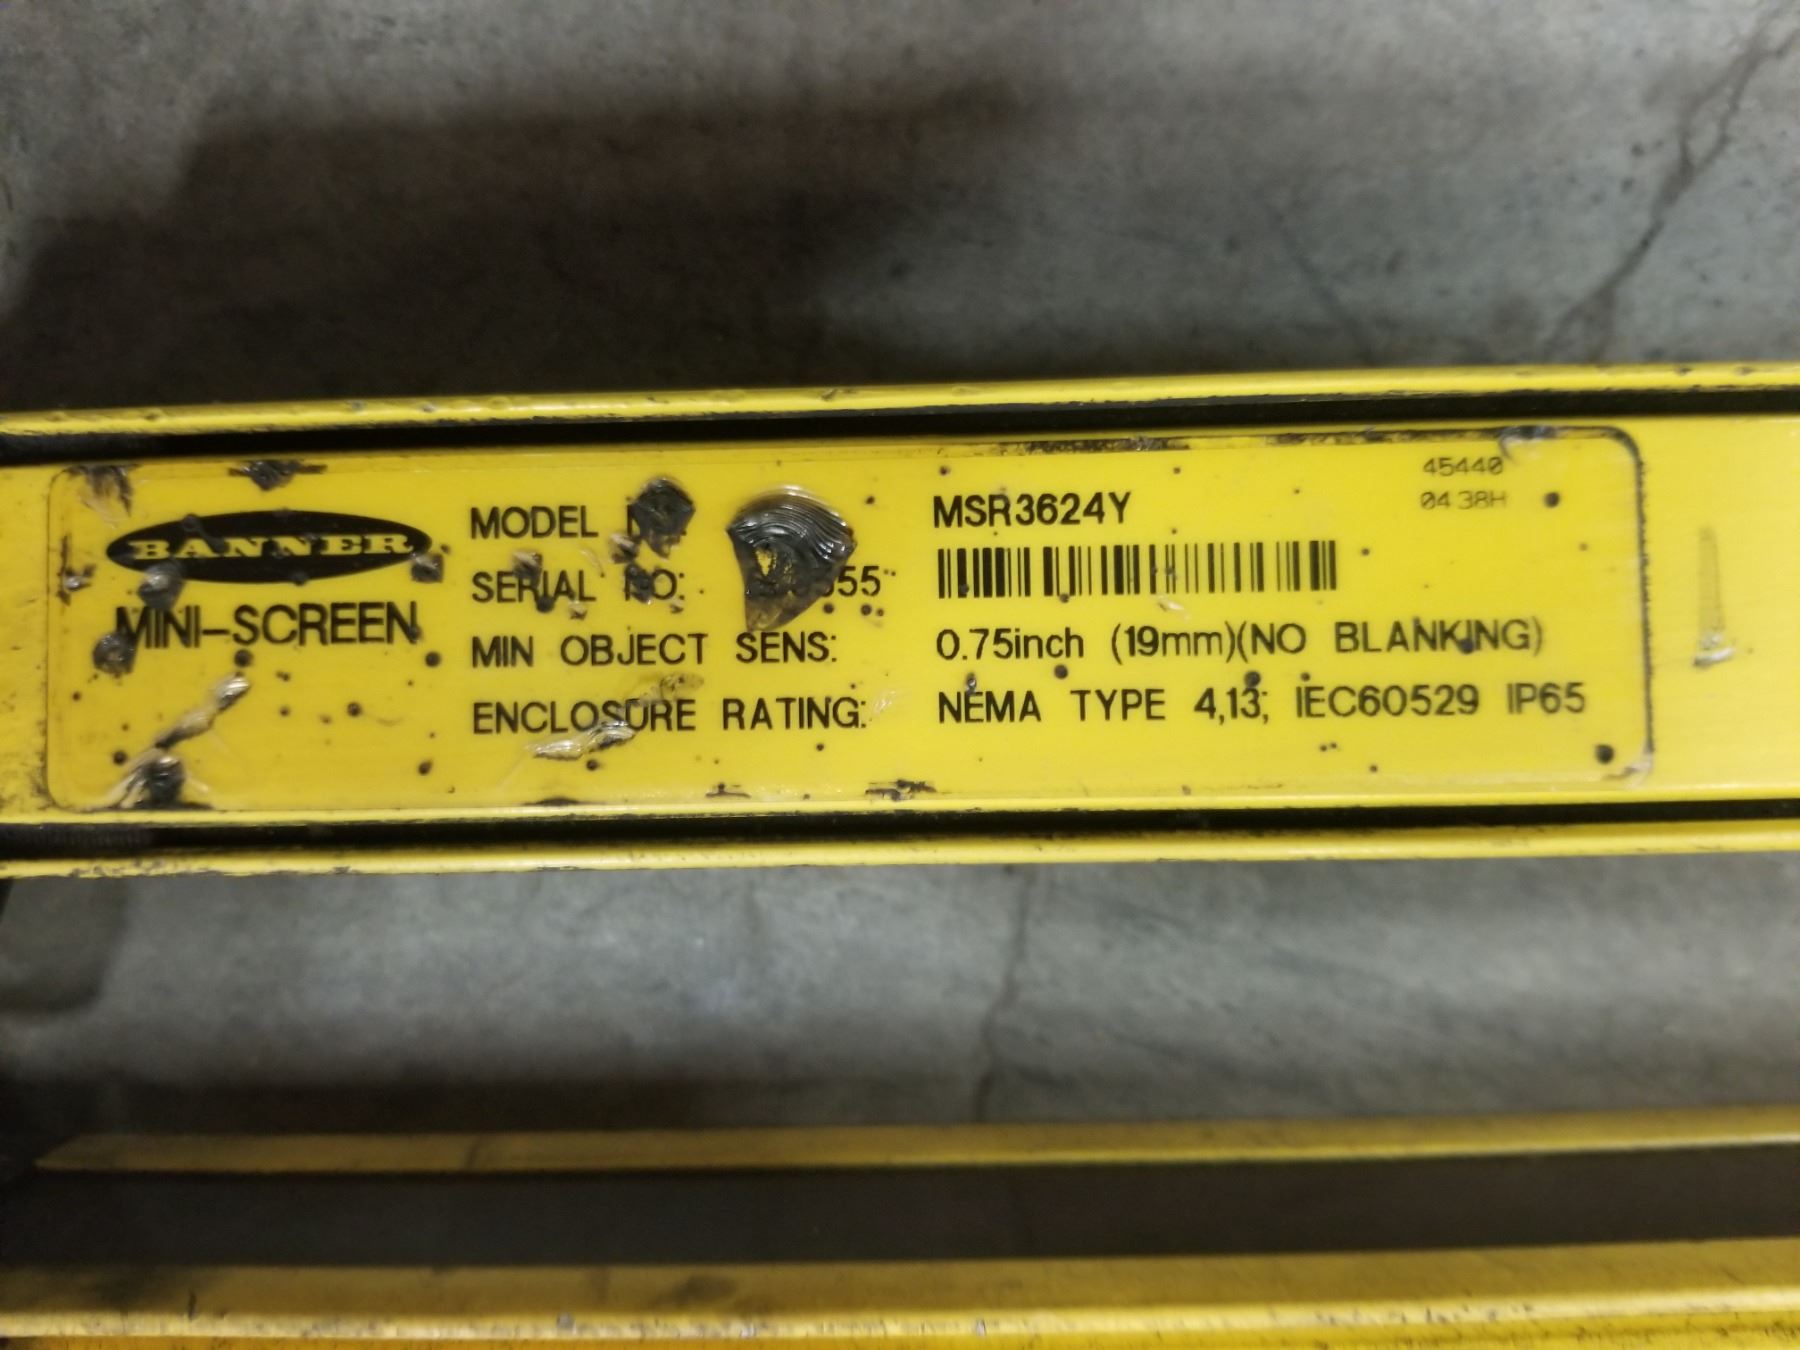 BANNER
MINI-SCREEN
MODEL MSR3624Y
SERIAL NO:
MIN OBJECT SENS: 0.75inch (19mm)(NO BLANKING)
ENCLOSURE RATING: NEMA TYPE 4,13; IEC60529 IP65
45440
0438H